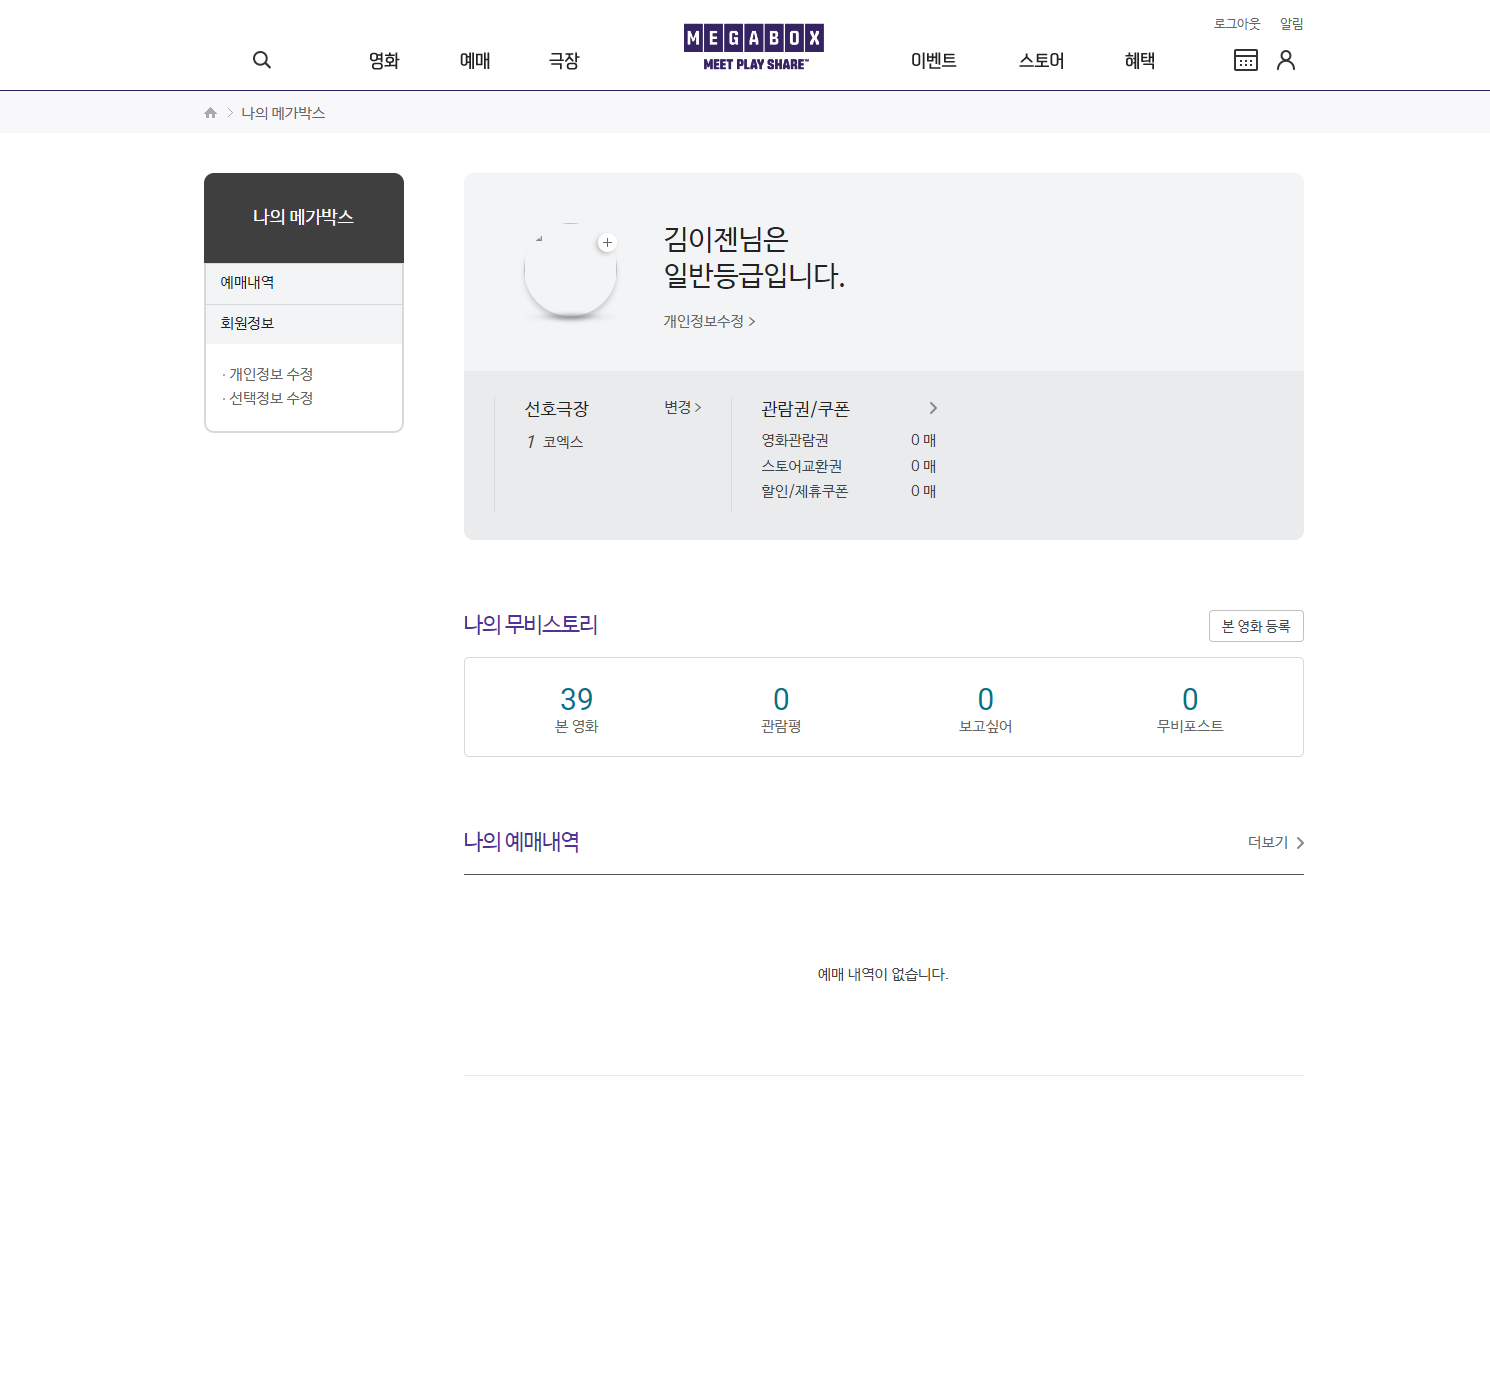 로그아웃 알림
영화 예매 극장 MEGABOX 이벤트 스토어 혜택
MEET PLAY SHARE™
나의 메가박스
나의 메가박스
예매내역
회원정보
· 개인정보 수정
· 선택정보 수정
김이젠님은
일반등급입니다.
개인정보수정 >
선호극장 변경 >
1 코엑스
관람권/쿠폰
영화관람권 0 매
스토어교환권 0 매
할인/제휴쿠폰 0 매
나의 무비스토리 본 영화 등록
39 0 0 0
본 영화 관람평 보고싶어 무비포스트
나의 예매내역 더보기
예매 내역이 없습니다.